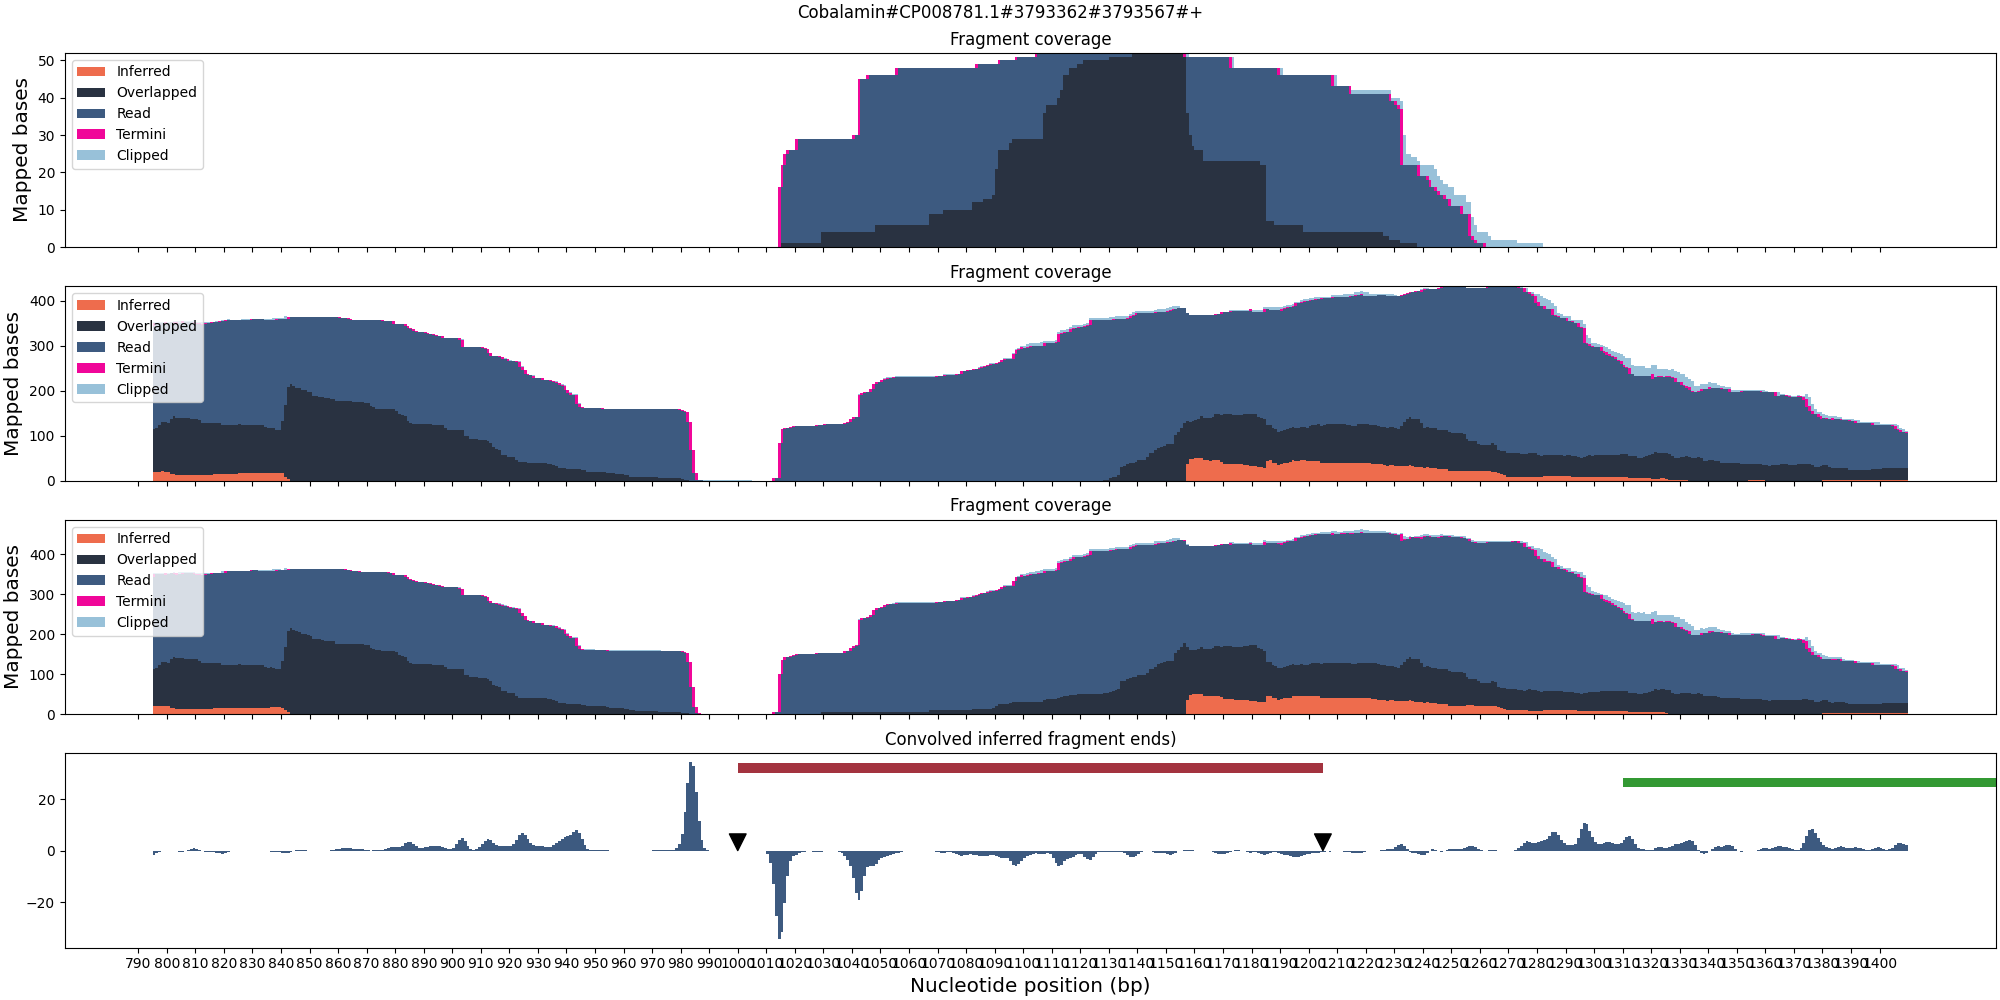 Cobalamin#CP008781.1#3793362#3793567#+
Fragment coverage
Mapped bases
50
40
30
20
10
0
Inferred
Overlapped
Read
Termini
Clipped
Fragment coverage
Mapped bases
400
300
200
100
0
Inferred
Overlapped
Read
Termini
Clipped
Fragment coverage
Mapped bases
400
300
200
100
0
Inferred
Overlapped
Read
Termini
Clipped
Convolved inferred fragment ends)
20
0
−20
790 800 810 820 830 840 850 860 870 880 890 900 910 920 930 940 950 960 970 980 990 1000 1010 1020 1030 1040 1050 1060 1070 1080 1090 1100 1110 1120 1130 1140 1150 1160 1170 1180 1190 1200 1210 1220 1230 1240 1250 1260 1270 1280 1290 1300 1310 1320 1330 1340 1350 1360 1370 1380 1390 1400
Nucleotide position (bp)